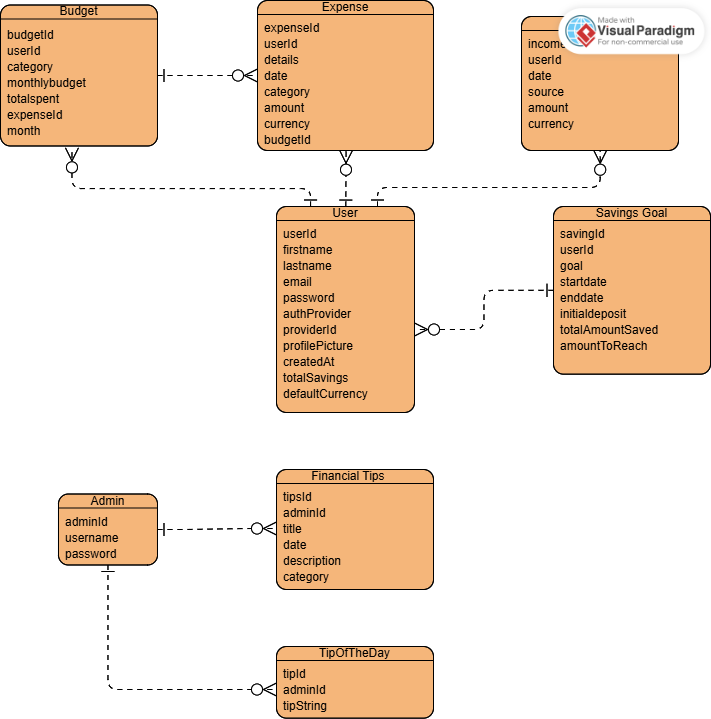 Budget
budgetId
userId
category
monthlybudget
totalspent
expenseId
month
Expense
expenseId
userId
details
date
category
amount
currency
budgetId
Made with
VisualParadigm
For non-commercial use
userId
date
source
amount
currency
User
userId
firstname
lastname
email
password
authProvider
providerId
profilePicture
createdAt
totalSavings
defaultCurrency
Savings Goal
savingId
userId
goal
startdate
enddate
initialdeposit
totalAmountSaved
amountToReach
Admin
adminId
username
password
Financial Tips
tipsId
adminId
title
date
description
category
TipOfTheDay
tipId
adminId
tipString